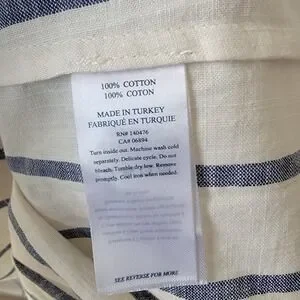 100% COTTON
100% COTON
MADE IN TURKEY
FABRIQUÉ EN TURQUIE
RN# 140476
CA# 06894
Turn inside out. Machine wash cold
separately. Delicate cycle. Do not
bleach. Tumble dry low. Remove
promptly. Cool iron when needed.
SEE REVERSE FOR MORE